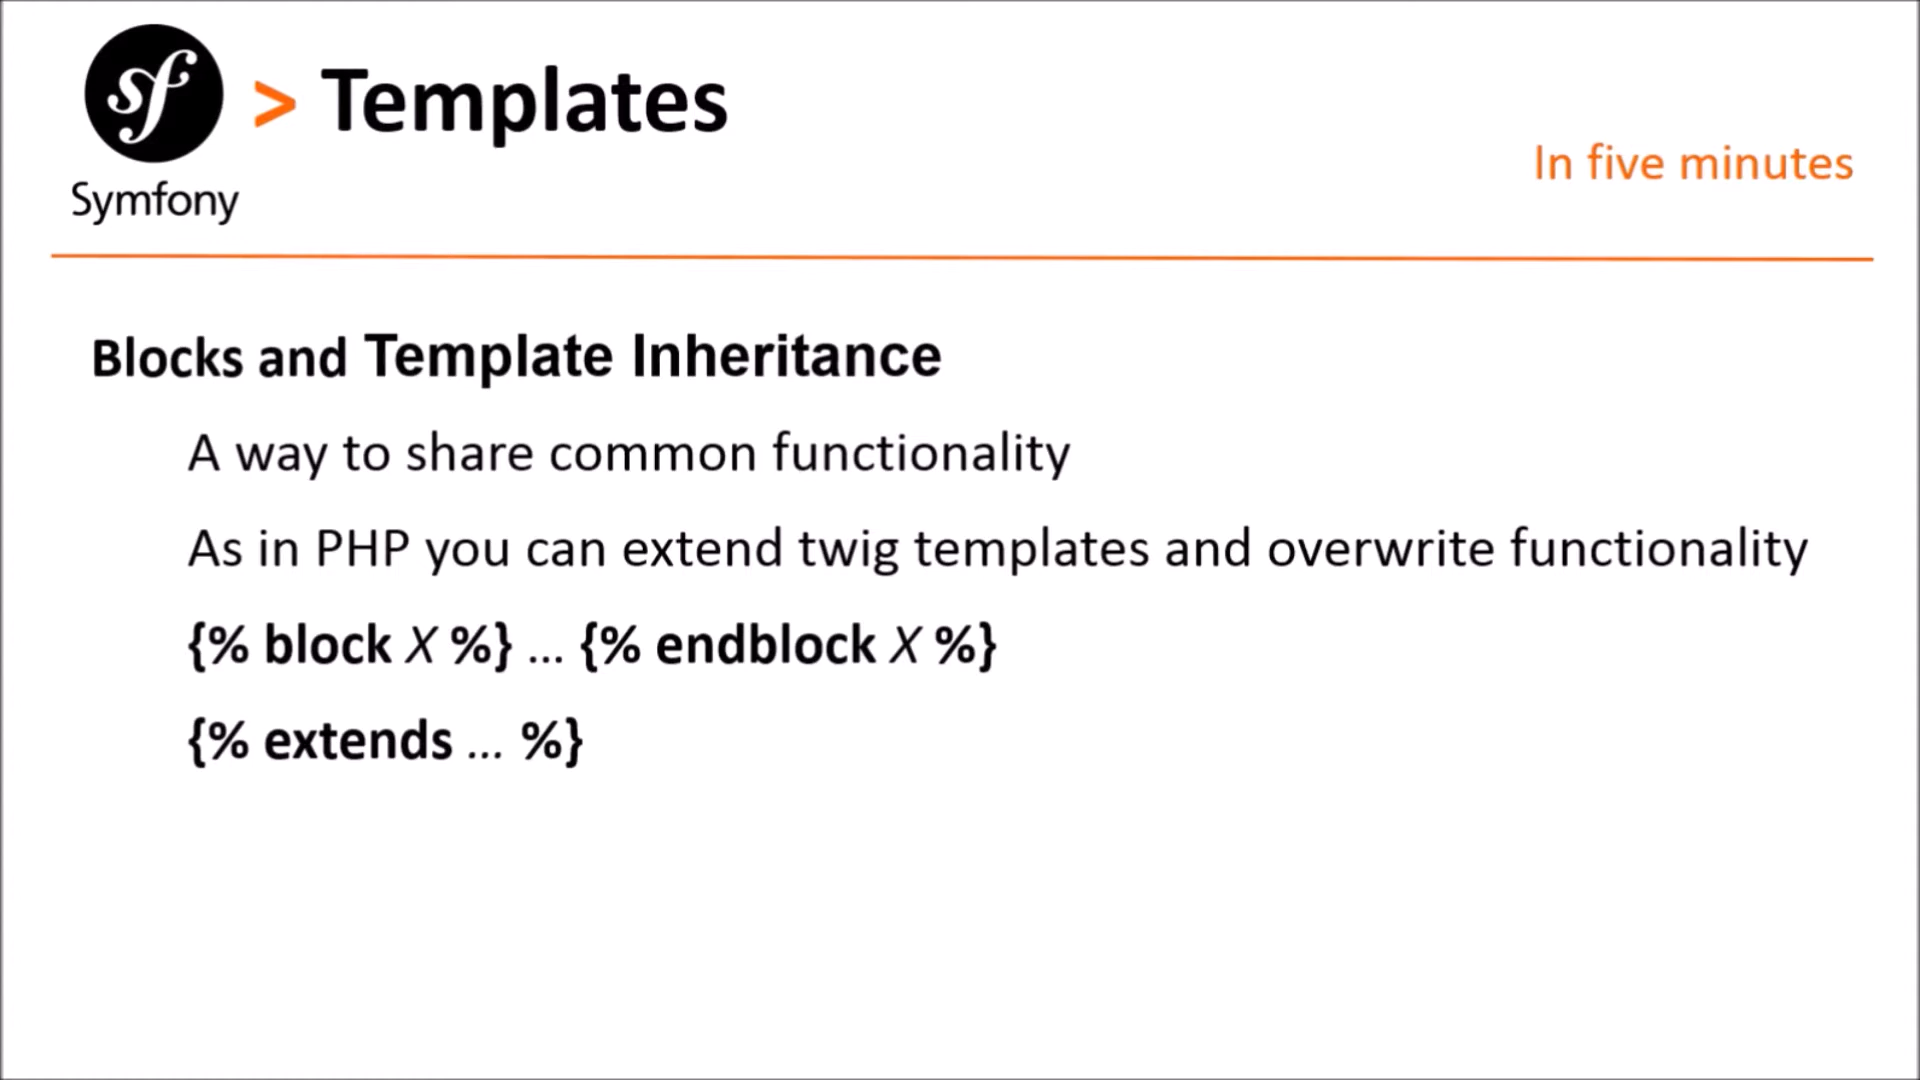 sf
> Templates
In five minutes
Symfony
Blocks and Template Inheritance
A way to share common functionality
As in PHP you can extend twig templates and overwrite functionality
{% block X %} ... {% endblock X %}
{% extends ... %}